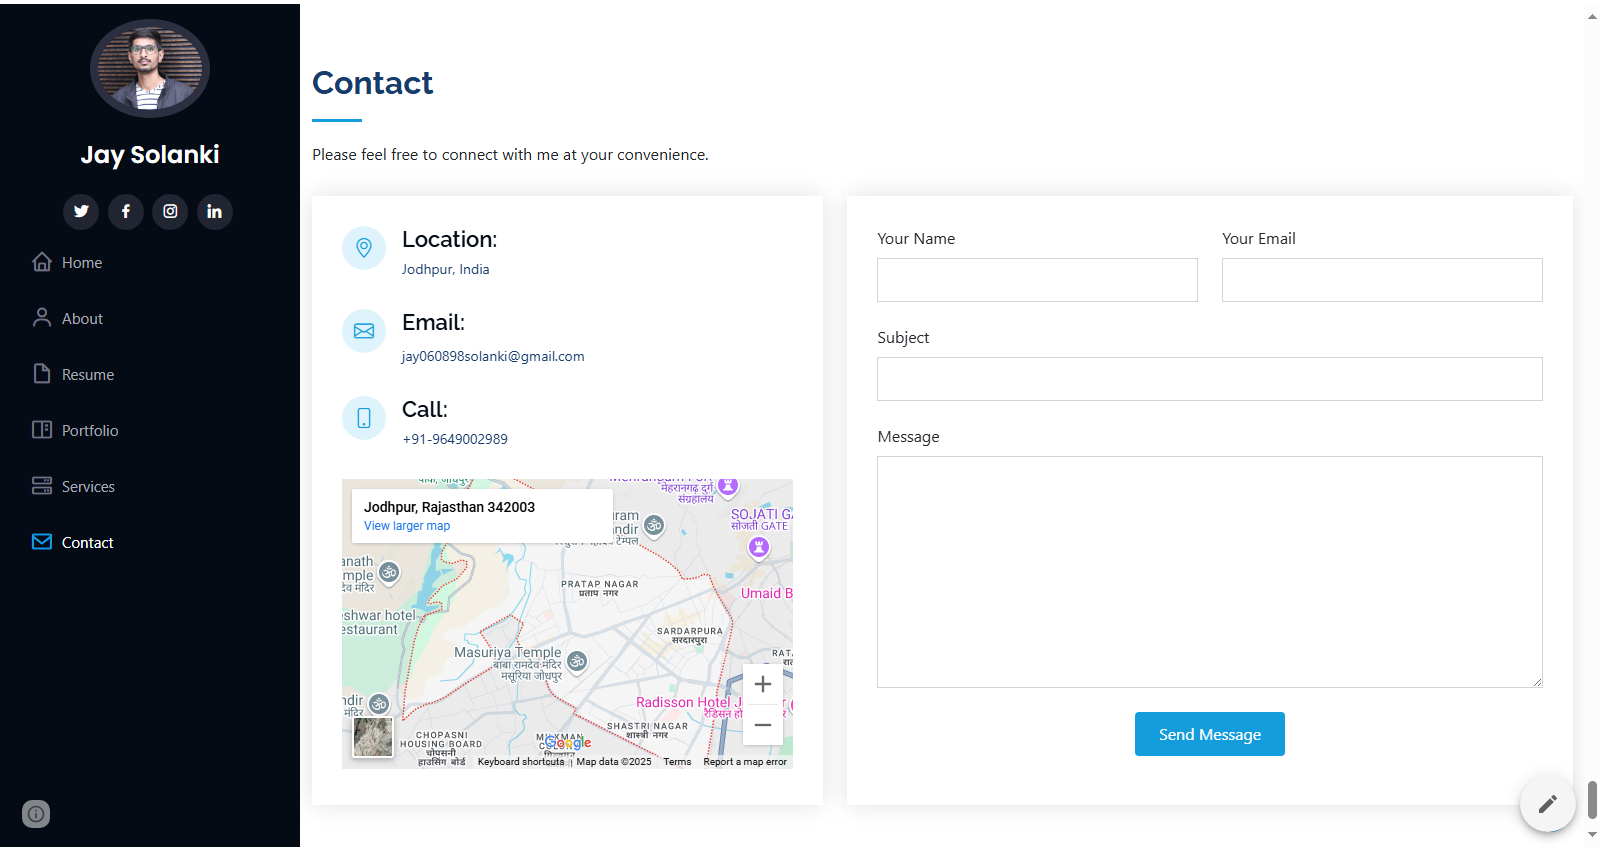 Jay Solanki
Home
About
Resume
Portfolio
Services
Contact
Contact
Please feel free to connect with me at your convenience.
Location:
Jodhpur, India
Email:
jay060898solanki@gmail.com
Call:
+91-9649002989
Jodhpur, Rajasthan 342003
View larger map
मेहरानगढ़ दुर्ग
संग्रहालय
SOJATI G
सोजती GATE
PRATAP NAGAR
प्रताप नगर
Umaid B
eshwar hotel
estaurant
SARDARPURA
सरदारपुरा
Masuriya Temple
बाबा रामदेव मंदिर
मसूरिया जोधपुर
Radisson Hotel J
SHASTRI NAGAR
शास्त्री नगर
CHOPASNI
HOUSING BOARD
चोपसनी
हाउसिंग बोर्ड
Google
Keyboard shortcuts
Map data ©2025
Terms
Report a map error
Your Name
Your Email
Subject
Message
Send Message